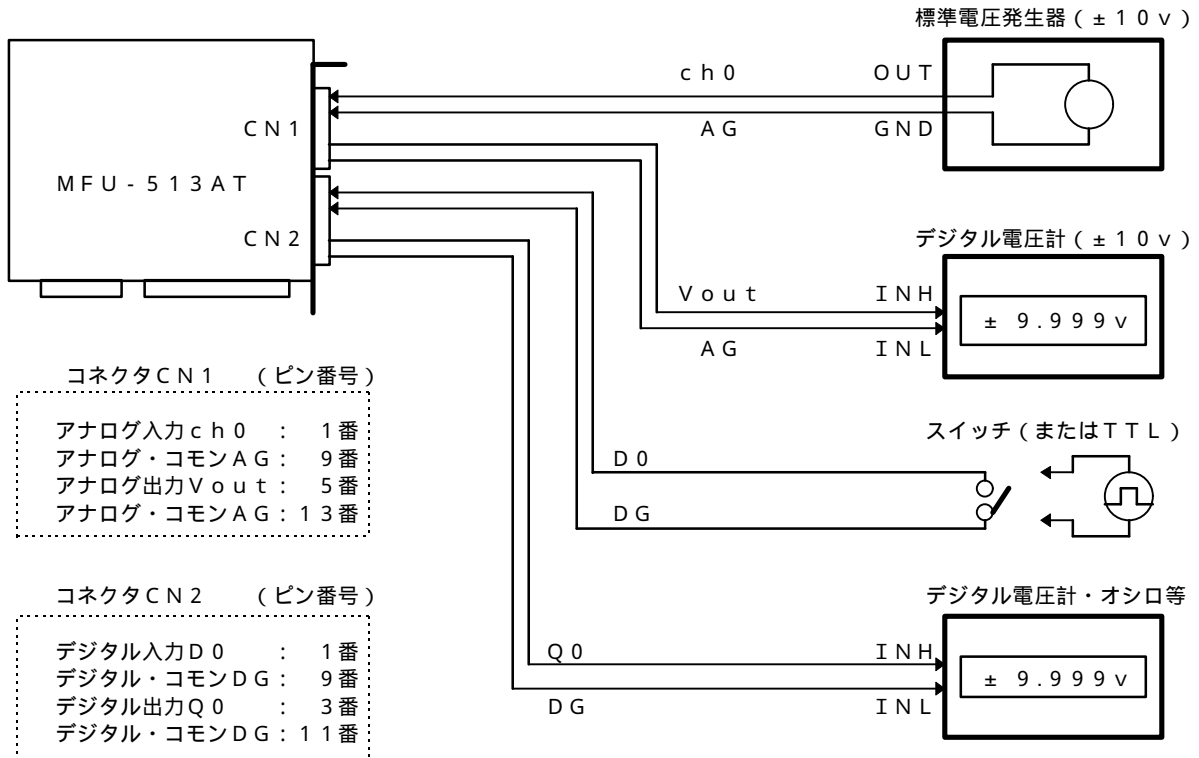 標準電圧発生器(±10v)
ch0 OUT
CN1 AG GND
MFU-513AT
CN2 デジタル電圧計(±10v)
Vout INH
± 9.999v
AG INL
コネクタCN1 (ピン番号)
アナログ入力ch0 : 1番
アナログ・コモンAG: 9番
アナログ出力Vout: 5番
アナログ・コモンAG:13番
スイッチ(またはTTL)
D0
DG
コネクタCN2 (ピン番号)
デジタル入力D0 : 1番
デジタル・コモンDG: 9番
デジタル出力Q0 : 3番
デジタル・コモンDG:11番
デジタル電圧計・オシロ等
Q0 INH
± 9.999v
DG INL